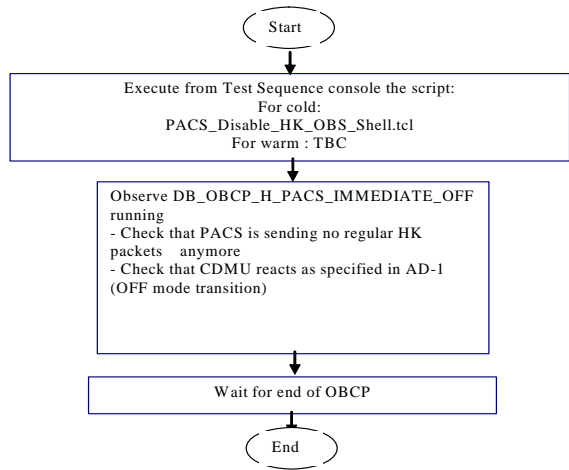 Start
Execute from Test Sequence console the script:
For cold:
PACS_Disable_HK_OBS_Shell.tcl
For warm : TBC
Observe DB_OBCP_H_PACS_IMMEDIATE_OFF
running
- Check that PACS is sending no regular HK
packets anymore
- Check that CDMU reacts as specified in AD-1
(OFF mode transition)
Wait for end of OBCP
End